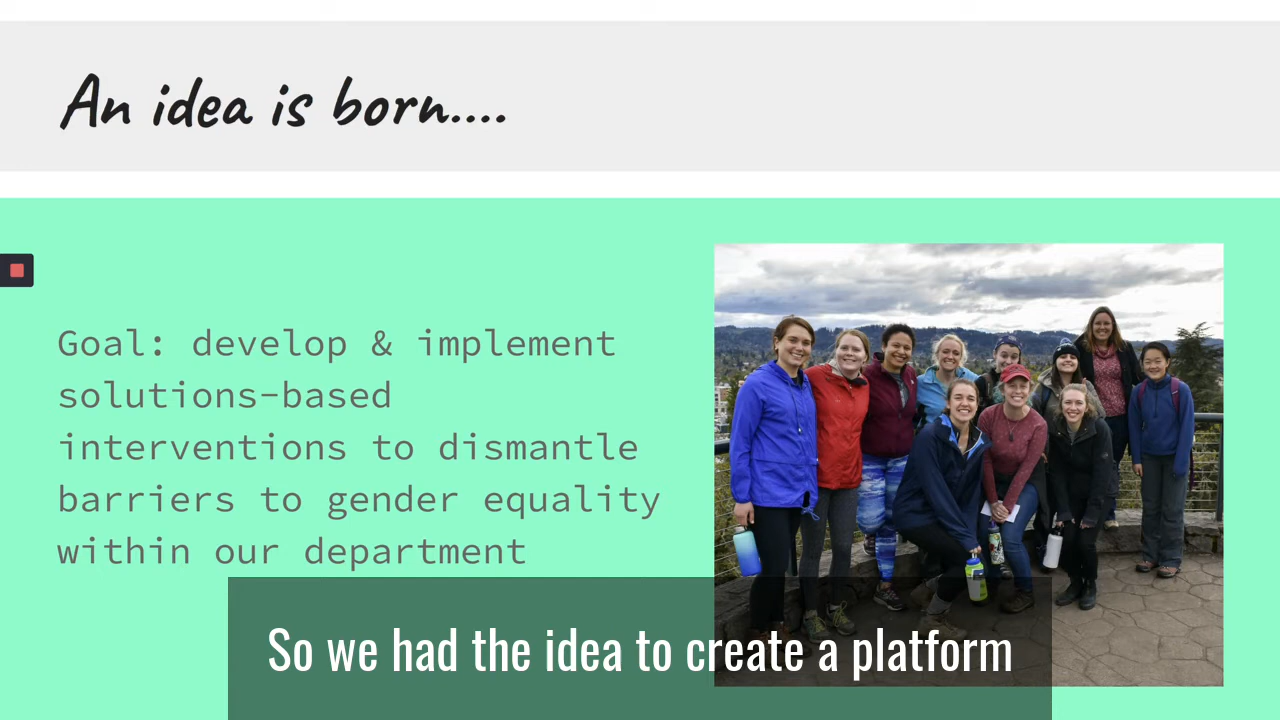 An idea is born....
Goal: develop & implement
solutions-based
interventions to dismantle
barriers to gender equality
within our department
So we had the idea to create a platform